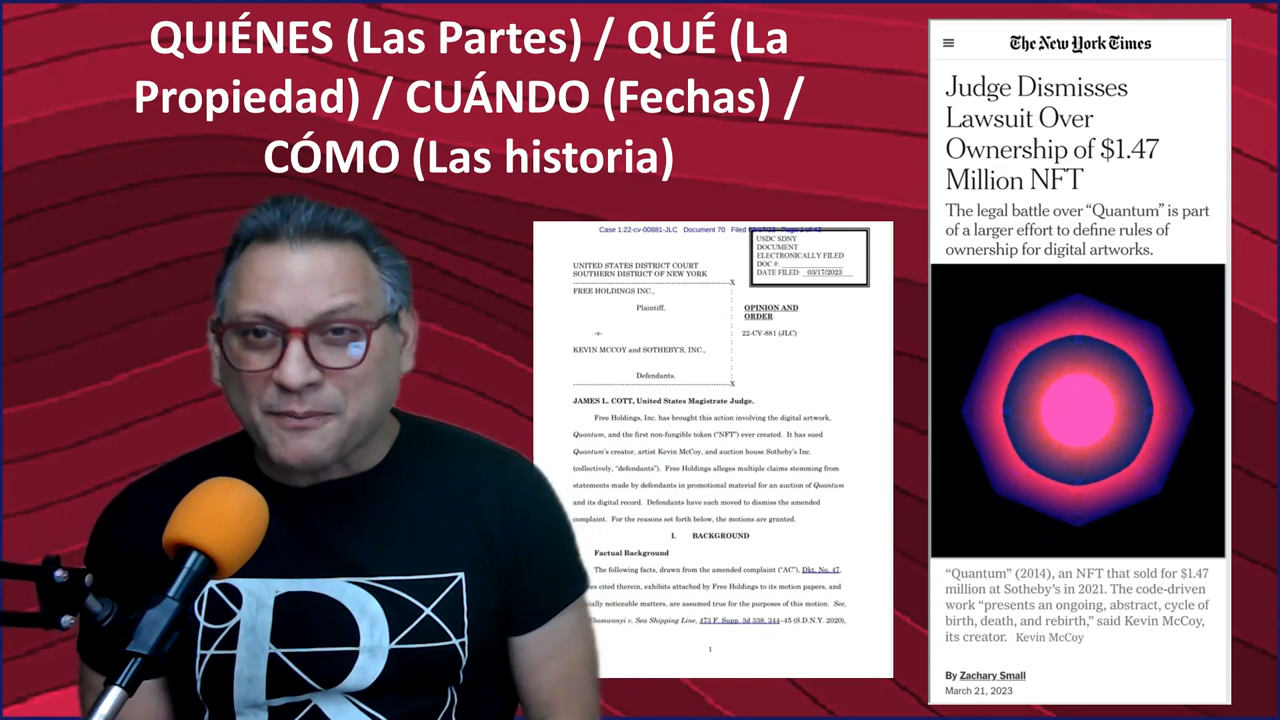 QUIÉNES (Las Partes) / QUÉ (La
Propiedad) / CUÁNDO (Fechas) /
CÓMO (Las historia)
Case 1:22-cv-00881-JLC Document 70 Filed
USDC SDNY
DOCUMENT
ELECTRONICALLY FILED
DOC #:
DATE FILED: 03/17/2023
UNITED STATES DISTRICT COURT
SOUTHERN DISTRICT OF NEW YORK
FREE HOLDINGS INC.,
Plaintiff,
-v-
KEVIN MCCOY and SOTHEBY'S, INC.,
Defendants.
OPINION AND
ORDER
22-CV-881 (JLC)
JAMES L. COTT, United States Magistrate Judge.
Free Holdings, Inc. has brought this action involving the digital artwork,
Quantum, and the first non-fungible token ("NFT") ever created. It has sued
Quantum's creator, artist Kevin McCoy, and auction house Sotheby's Inc.
(collectively, "defendants"). Free Holdings alleges multiple claims stemming from
statements made by defendants in promotional material for an auction of Quantum
and its digital record. Defendants have each moved to dismiss the amended
complaint. For the reasons set forth below, the motions are granted.
I. BACKGROUND
Factual Background
The following facts, drawn from the amended complaint ("AC"), Dkt. No. 47,
cited therein, exhibits attached by Free Holdings to its motion papers, and
noticeable matters, are assumed true for the purposes of this motion. See,
v. Sea Shipping Line, 473 F. Supp. 3d 338, 344–45 (S.D.N.Y. 2020),
1
The New York Times
Judge Dismisses
Lawsuit Over
Ownership of $1.47
Million NFT
The legal battle over “Quantum” is part
of a larger effort to define rules of
ownership for digital artworks.
“Quantum” (2014), an NFT that sold for $1.47
million at Sotheby’s in 2021. The code-driven
work “presents an ongoing, abstract, cycle of
birth, death, and rebirth,” said Kevin McCoy,
its creator. Kevin McCoy
By Zachary Small
March 21, 2023
R